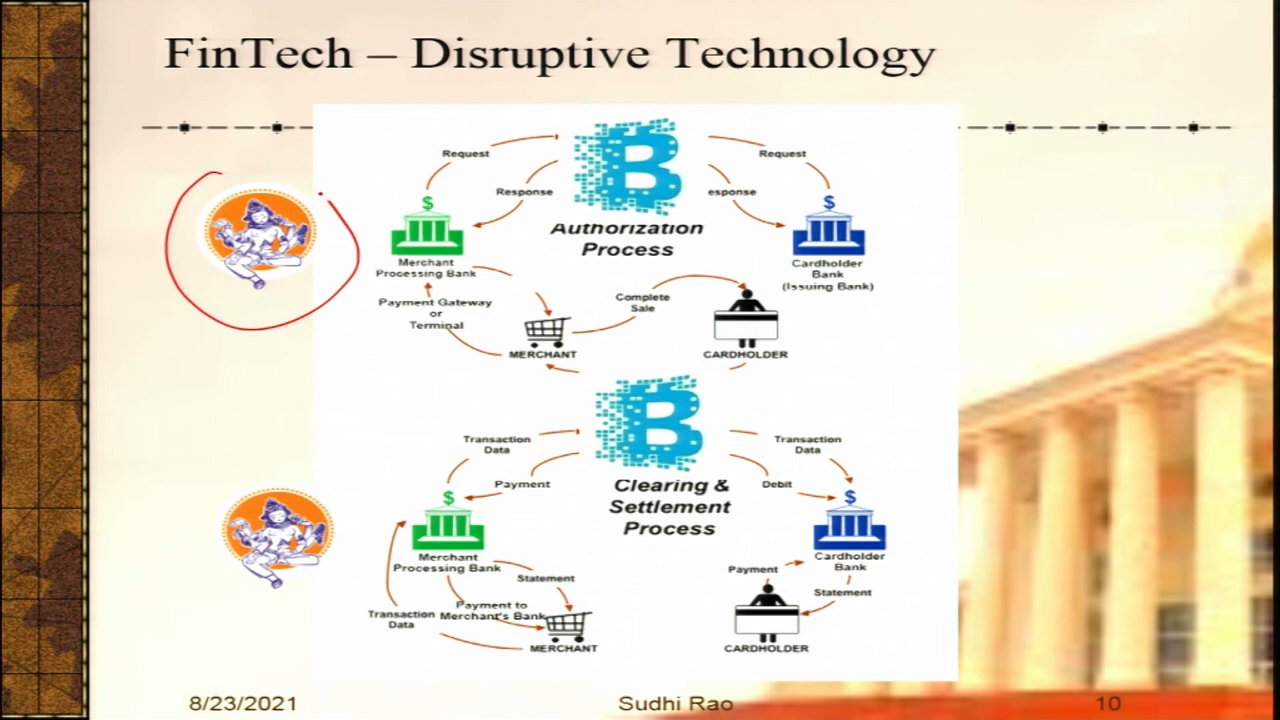 FinTech – Disruptive Technology
Request
Request
Response
esponse
$
$
Authorization
Process
Merchant
Processing Bank
Cardholder
Bank
(Issuing Bank)
Payment Gateway
or
Terminal
Complete
Sale
MERCHANT
CARDHOLDER
Transaction
Data
Transaction
Data
Payment
Debit
$
$
Clearing &
Settlement
Process
Merchant
Processing Bank
Cardholder
Bank
Statement
Payment
Statement
Transaction
Data
Payment to
Merchant's Bank
MERCHANT
CARDHOLDER
8/23/2021
Sudhi Rao
10